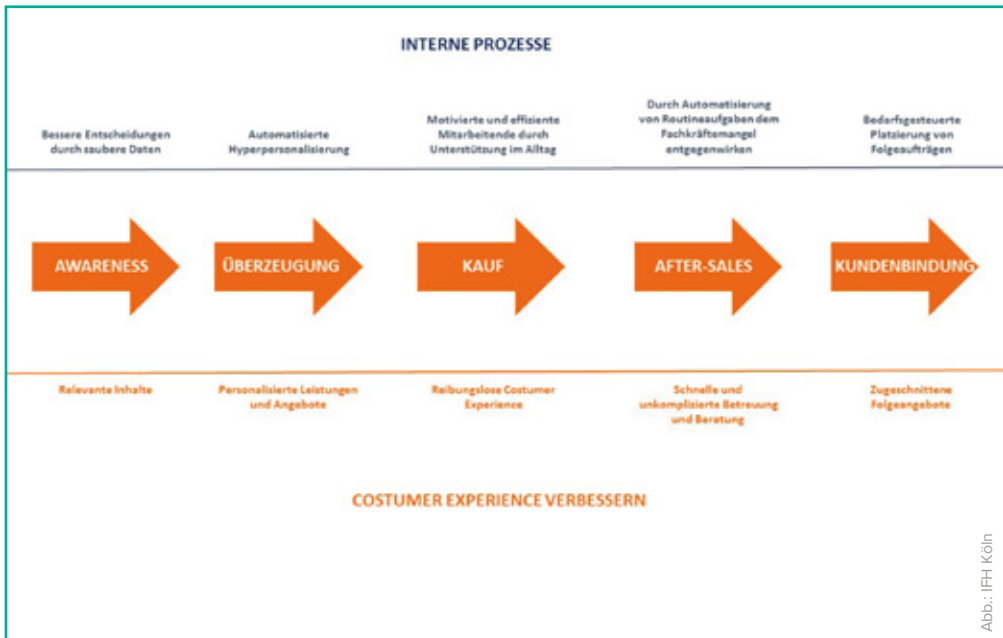 INTERNE PROZESSE
Bessere Entscheidungen
durch saubere Daten
Automatisierte
Hyperpersonalisierung
Motivierte und effiziente
Mitarbeitende durch
Unterstützung im Alltag
Durch Automatisierung
von Routineaufgaben dem
Fachkräftemangel
entgegenwirken
Bedarfsgesteuerte
Platzierung von
Folgeaufträgen
AWARENESS
ÜBERZEUGUNG
KAUF
AFTER-SALES
KUNDENBINDUNG
Relevante Inhalte
Personalisierte Leistungen
und Angebote
Reibungslose Costumer
Experience
Schnelle und
unkomplizierte Betreuung
und Beratung
Zugeschnittene
Folgeangebote
COSTUMER EXPERIENCE VERBESSERN
Abb.: IFH Köln